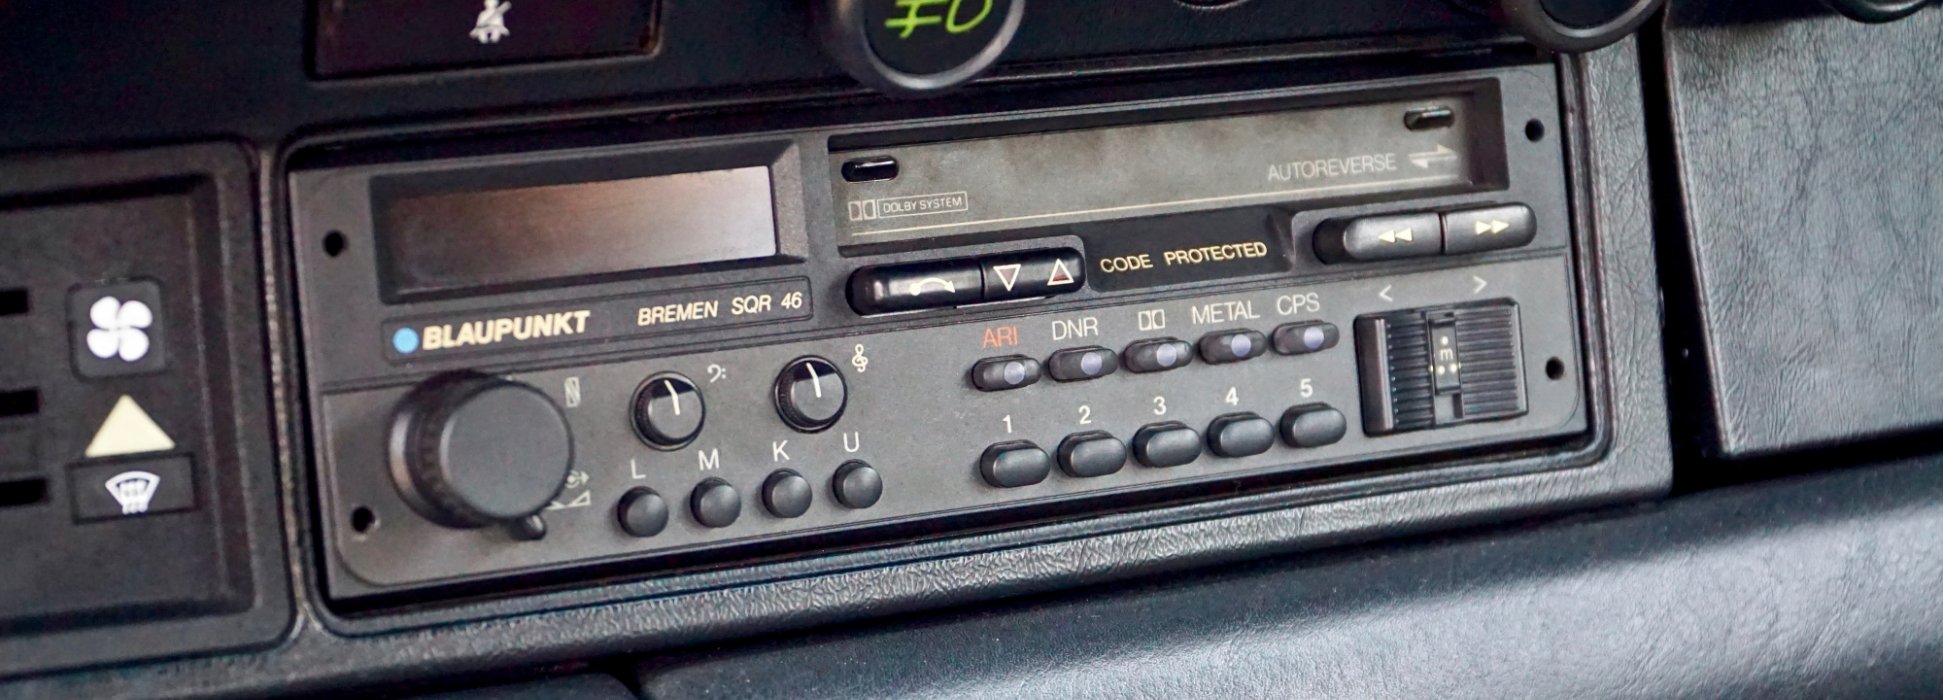 DOLBY SYSTEM
AUTOREVERSE
CODE PROTECTED
BLAUPUNKT
BREMEN SQR 46
ARI DNR METAL CPS
L M K U
1 2 3 4 5
< >
m